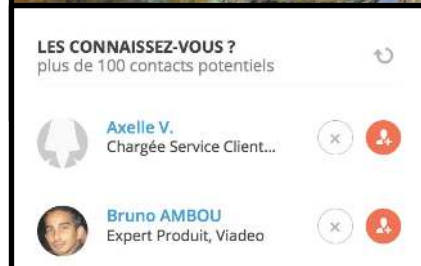 LES CONNAISSEZ-VOUS ?
plus de 100 contacts potentiels
Axelle V.
Chargée Service Client...
Bruno AMBOU
Expert Produit, Viadeo